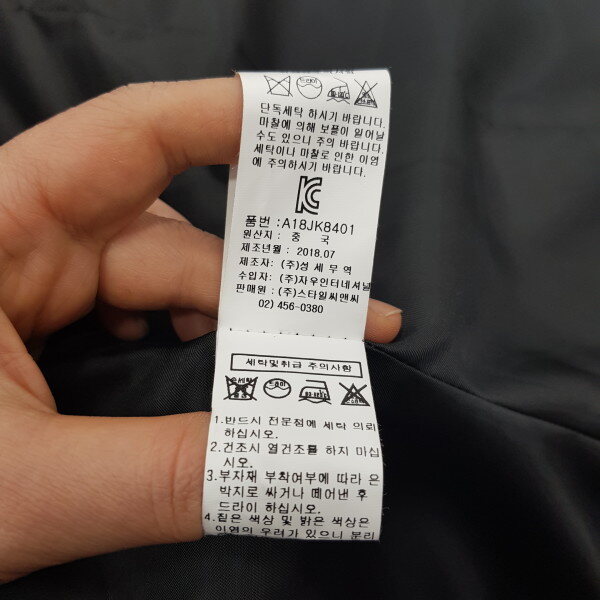 단독세탁 하시기 바랍니다.
마찰에 의해 보풀이 일어날
수도 있으니 주의 바랍니다
세탁이나 마찰로 인한 이염
에 주의하시기 바랍니다.
품번 : A18JK8401
원산지 : 중 국
제조년월 : 2018.07
제조자: (주)성세무역
수입자: (주)자우인터네셔널
판매원 : (주)스타일씨앤씨
02) 456-0380
세탁및취급 주의사항
손세탁 드라이
1.반드시 전문점에 세탁 의뢰
하십시오.
2.건조시 열건조를 하지 마십
시오.
3.부자재 부착여부에 따라 은
박지로 싸거나 떼어낸 후
드라이 하십시오.
4.짙은 색상 및 밝은 색상은
이염의 우려가 있으니 분리